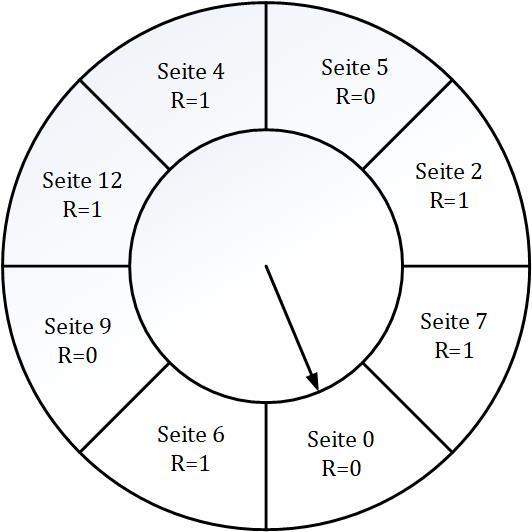 Seite 4
R=1
Seite 5
R=0
Seite 12
R=1
Seite 2
R=1
Seite 9
R=0
Seite 7
R=1
Seite 6
R=1
Seite 0
R=0